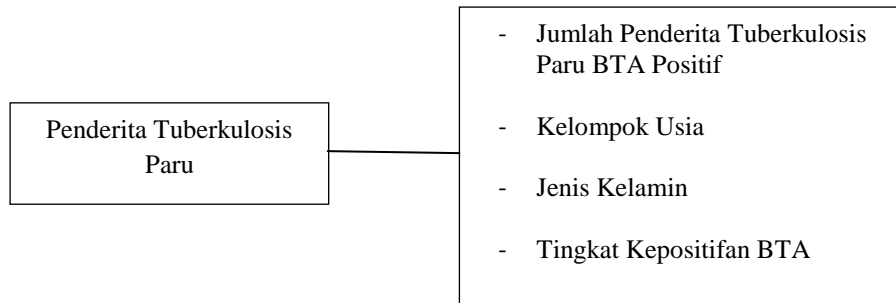 Penderita Tuberkulosis
Paru
- Jumlah Penderita Tuberkulosis
Paru BTA Positif
- Kelompok Usia
- Jenis Kelamin
- Tingkat Kepositifan BTA